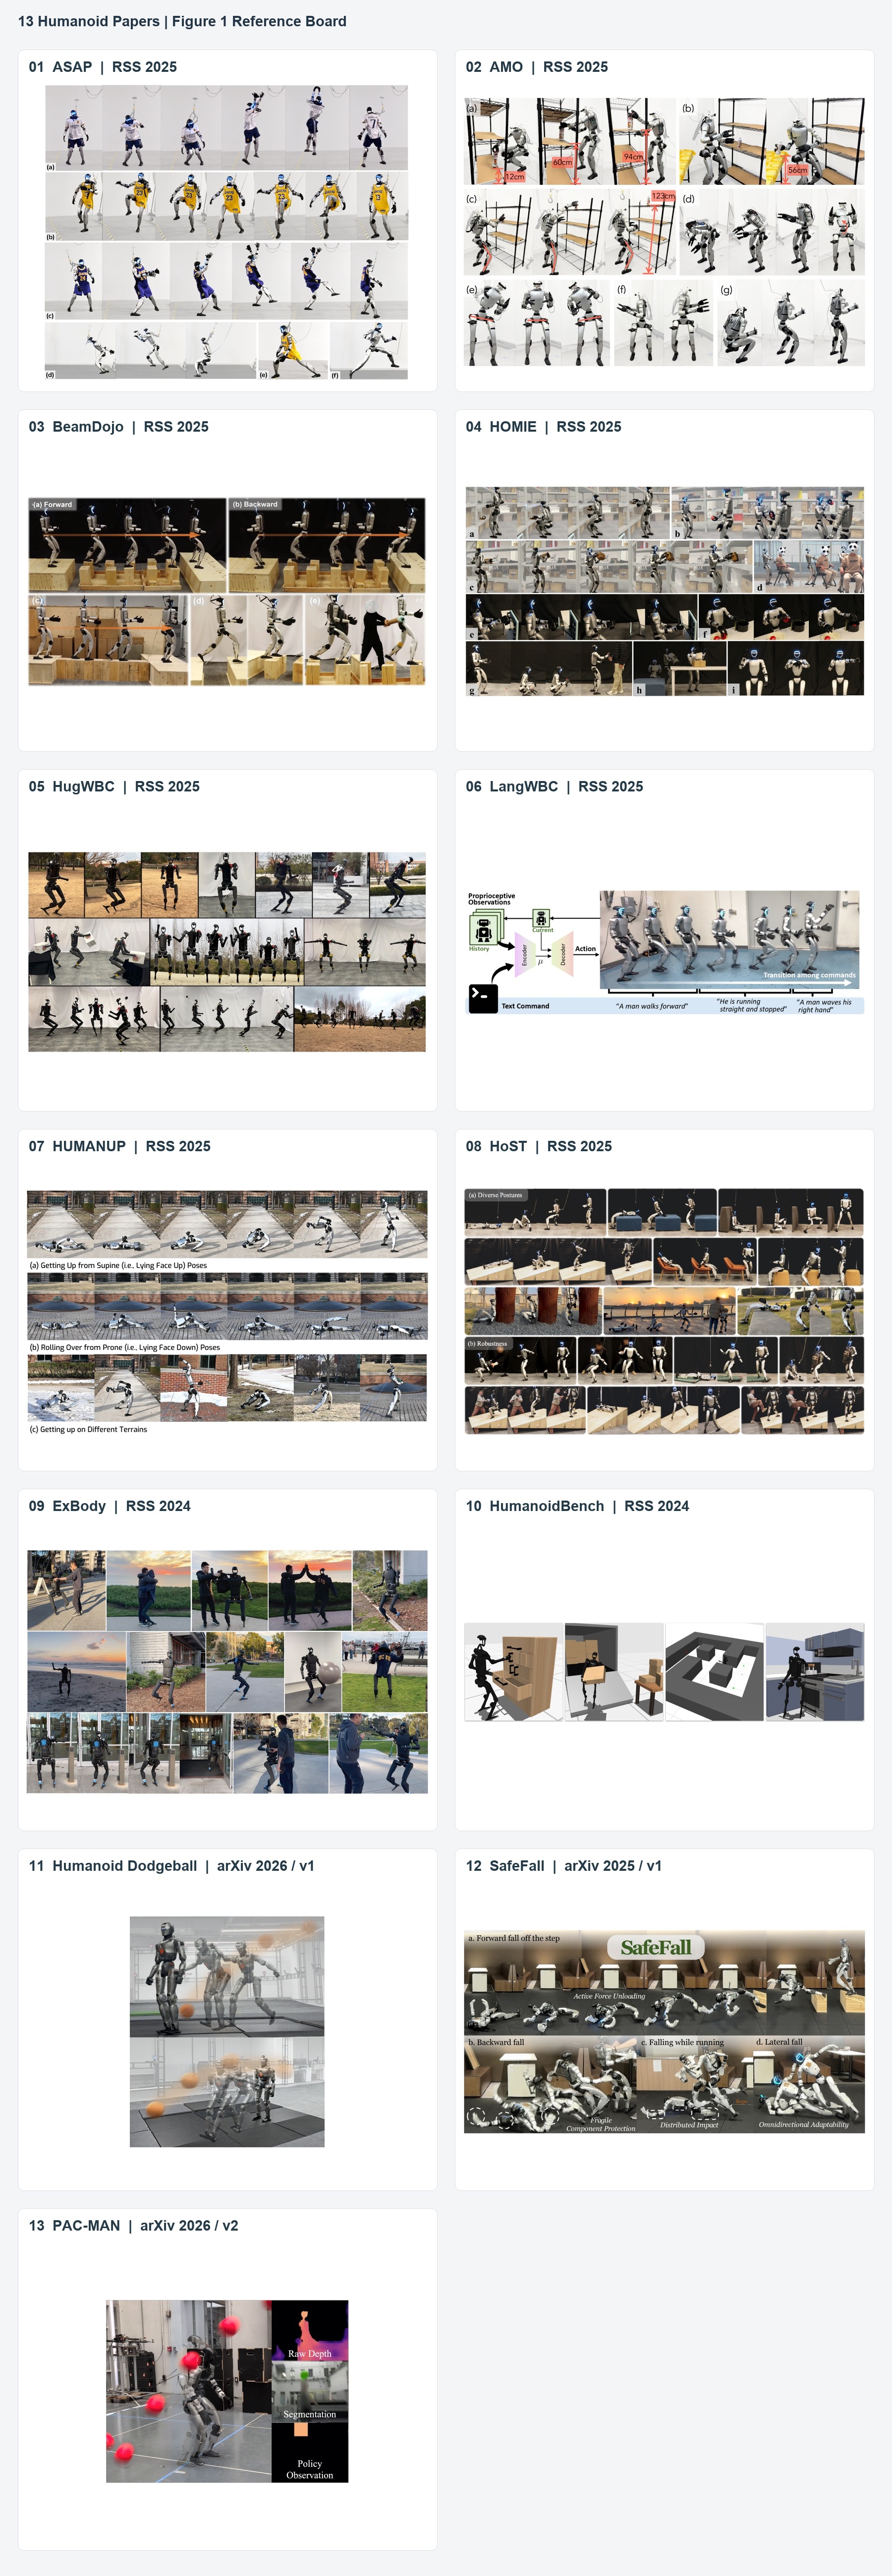 13 Humanoid Papers | Figure 1 Reference Board
01 ASAP | RSS 2025
(a)
(b)
(c)
(d)
(e)
(f)
02 AMO | RSS 2025
(a)
(b)
12cm
60cm
94cm
56cm
(c)
123cm
(d)
(e)
(f)
(g)
03 BeamDojo | RSS 2025
(a) Forward
(b) Backward
(c)
(d)
(e)
04 HOMIE | RSS 2025
a
b
c
d
e
f
g
h
i
05 HugWBC | RSS 2025
06 LangWBC | RSS 2025
Proprioceptive
Observations
History
Current
Encoder
μ
Decoder
Action
Transition among commands
Text Command
"A man walks forward"
"He is running
straight and stopped"
"A man waves his
right hand"
07 HUMANUP | RSS 2025
(a) Getting Up from Supine (i.e., Lying Face Up) Poses
(b) Rolling Over from Prone (i.e., Lying Face Down) Poses
(c) Getting up on Different Terrains
08 HoST | RSS 2025
(a) Diverse Postures
(b) Robustness
09 ExBody | RSS 2024
10 HumanoidBench | RSS 2024
11 Humanoid Dodgeball | arXiv 2026 / v1
12 SafeFall | arXiv 2025 / v1
a. Forward fall off the step
SafeFall
Active Force Unloading
b. Backward fall
c. Falling while running
d. Lateral fall
Fragile
Component Protection
Distributed Impact
Omnidirectional Adaptability
13 PAC-MAN | arXiv 2026 / v2
Raw Depth
Segmentation
Policy
Observation